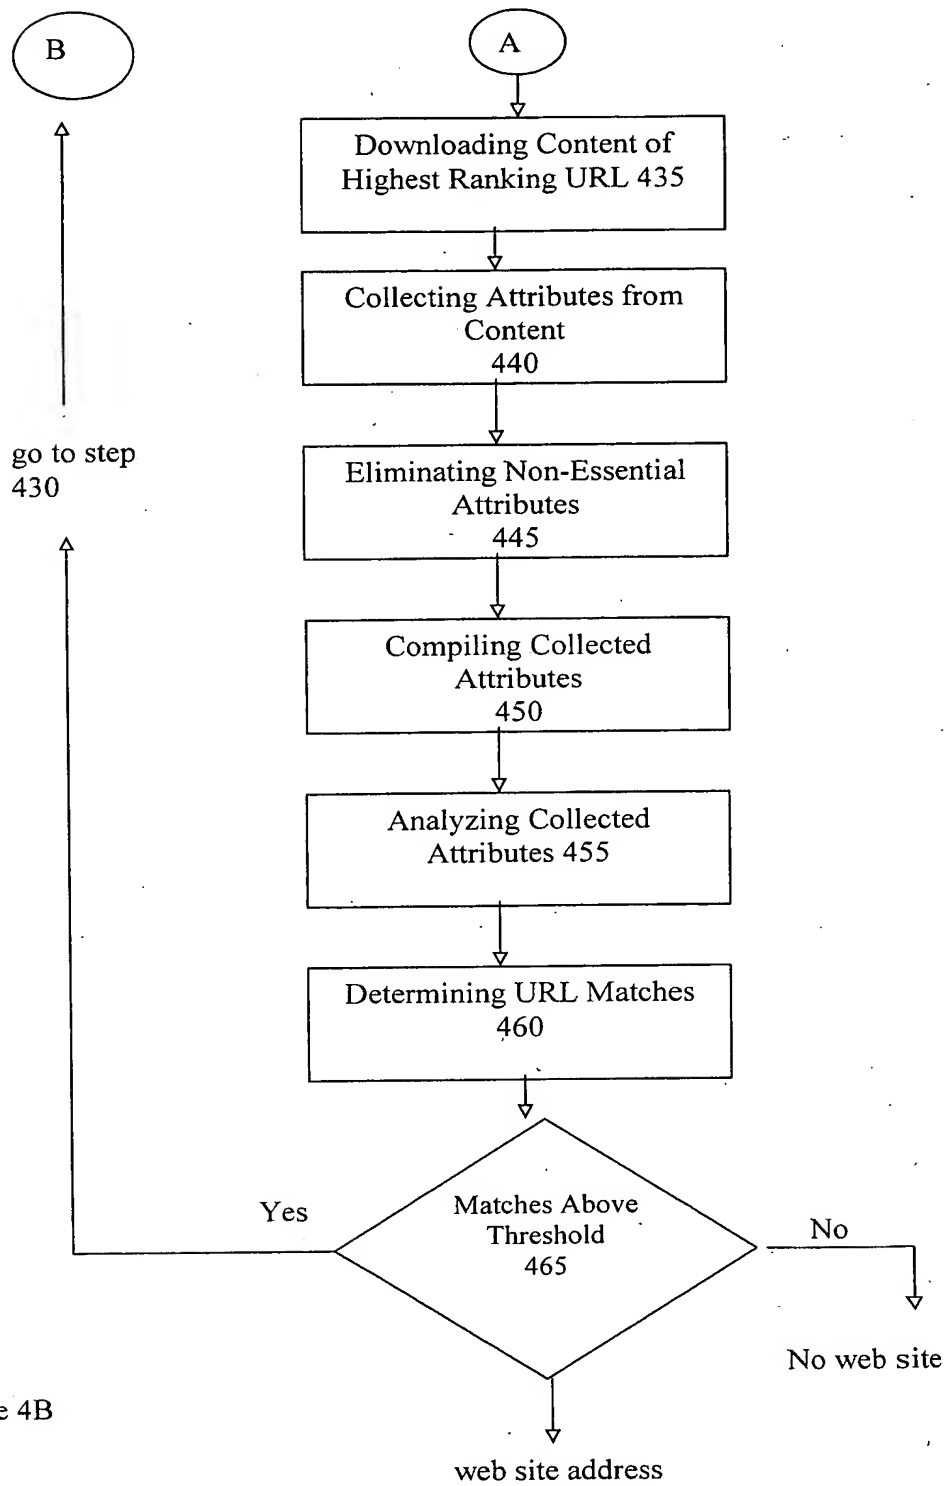 B
A
Downloading Content of
Highest Ranking URL 435
Collecting Attributes from
Content
440
go to step
430
Eliminating Non-Essential
Attributes
445
Compiling Collected
Attributes
450
Analyzing Collected
Attributes 455
Determining URL Matches
460
Yes
Matches Above
Threshold
465
No
No web site
e 4B
web site address